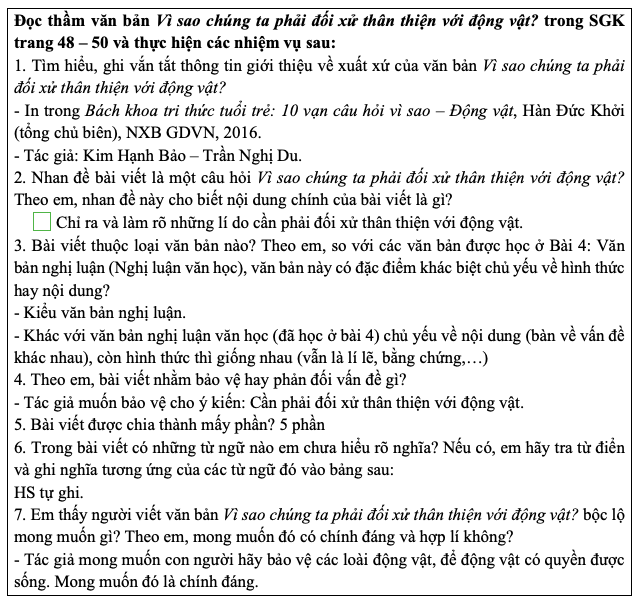 Đọc thầm văn bản Vì sao chúng ta phải đối xử thân thiện với động vật? trong SGK
trang 48 – 50 và thực hiện các nhiệm vụ sau:
1. Tìm hiểu, ghi vắn tắt thông tin giới thiệu về xuất xứ của văn bản Vì sao chúng ta phải
đối xử thân thiện với động vật?
- In trong Bách khoa tri thức tuổi trẻ: 10 vạn câu hỏi vì sao – Động vật, Hàn Đức Khởi
(tổng chủ biên), NXB GDVN, 2016.
- Tác giả: Kim Hạnh Bảo – Trần Nghị Du.
2. Nhan đề bài viết là một câu hỏi Vì sao chúng ta phải đối xử thân thiện với động vật?
Theo em, nhan đề này cho biết nội dung chính của bài viết là gì?
Chỉ ra và làm rõ những lí do cần phải đối xử thân thiện với động vật.
3. Bài viết thuộc loại văn bản nào? Theo em, so với các văn bản được học ở Bài 4: Văn
bản nghị luận (Nghị luận văn học), văn bản này có đặc điểm khác biệt chủ yếu về hình thức
hay nội dung?
- Kiểu văn bản nghị luận.
- Khác với văn bản nghị luận văn học (đã học ở bài 4) chủ yếu về nội dung (bàn về vấn đề
khác nhau), còn hình thức thì giống nhau (vẫn là lí lẽ, bằng chứng,…)
4. Theo em, bài viết nhằm bảo vệ hay phản đối vấn đề gì?
- Tác giả muốn bảo vệ cho ý kiến: Cần phải đối xử thân thiện với động vật.
5. Bài viết được chia thành mấy phần? 5 phần
6. Trong bài viết có những từ ngữ nào em chưa hiểu rõ nghĩa? Nếu có, em hãy tra từ điển
và ghi nghĩa tương ứng của các từ ngữ đó vào bảng sau:
HS tự ghi.
7. Em thấy người viết văn bản Vì sao chúng ta phải đối xử thân thiện với động vật? bộc lộ
mong muốn gì? Theo em, mong muốn đó có chính đáng và hợp lí không?
- Tác giả mong muốn con người hãy bảo vệ các loài động vật, để động vật có quyền được
sống. Mong muốn đó là chính đáng.